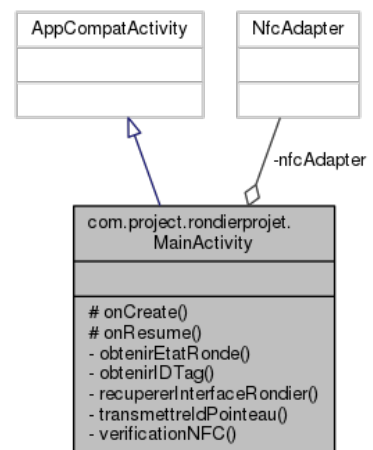 AppCompatActivity
NfcAdapter
-nfcAdapter
com.project.rondierprojet.
MainActivity
# onCreate()
# onResume()
- obtenirEtatRonde()
- obtenirIDTag()
- recupererInterfaceRondier()
- transmettreIdPointeau()
- verificationNFC()